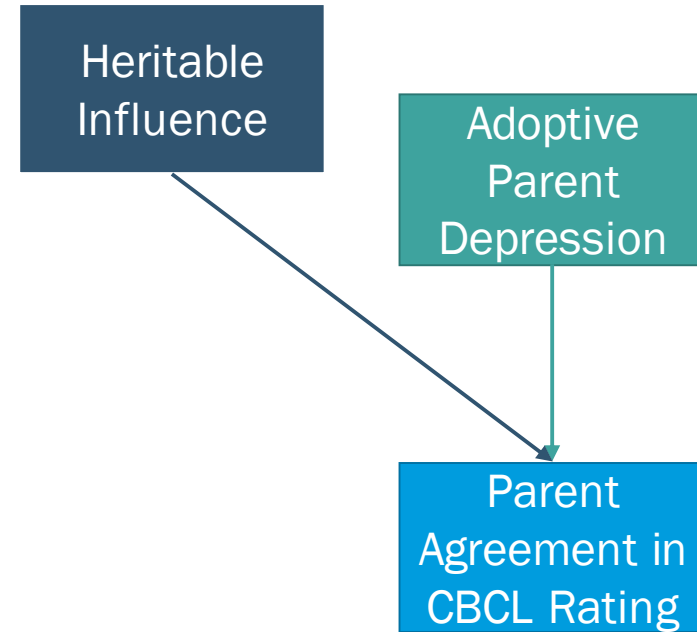 Heritable
Influence
Adoptive
Parent
Depression
Parent
Agreement in
CBCL Rating